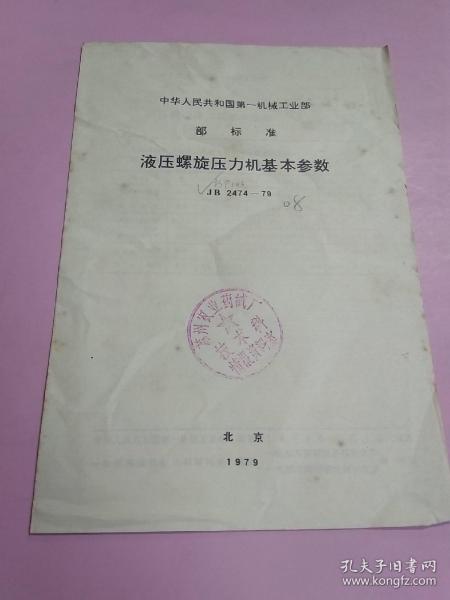 中华人民共和国第一机械工业部
部标准
液压螺旋压力机基本参数
JB 2474—79
08
北京
1979
孔夫子旧书网
www.kongfz.com